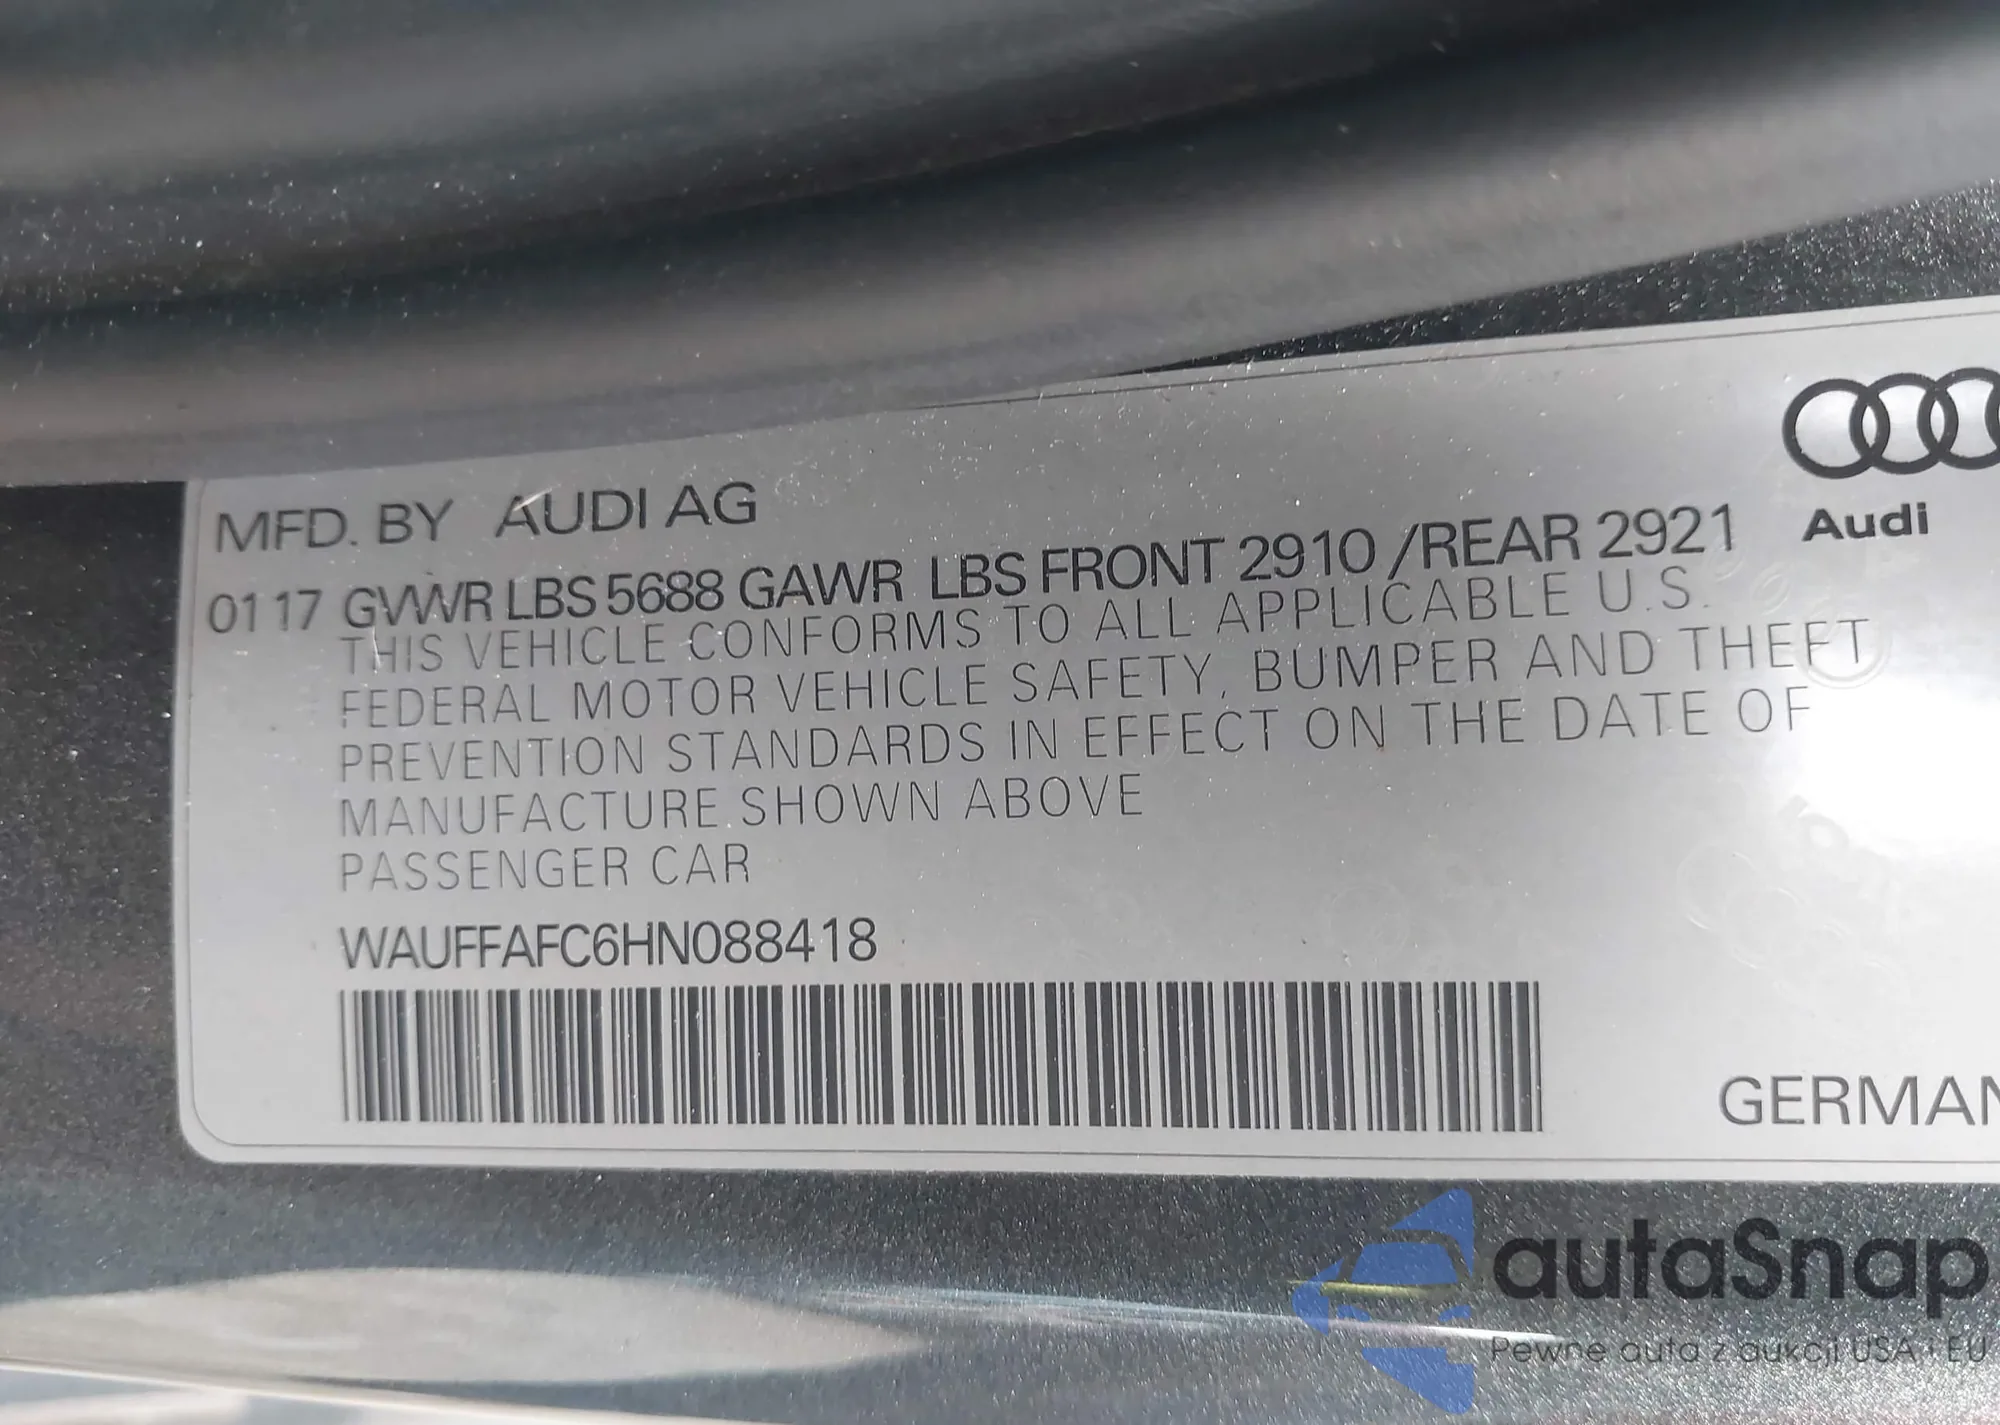 MFD. BY AUDI AG
0117 GVWR LBS 5688 GAWR LBS FRONT 2910 /REAR 2921
THIS VEHICLE CONFORMS TO ALL APPLICABLE U.S.
FEDERAL MOTOR VEHICLE SAFETY, BUMPER AND THEFT
PREVENTION STANDARDS IN EFFECT ON THE DATE OF
MANUFACTURE SHOWN ABOVE
PASSENGER CAR
WAUFFAFC6HN088418
Audi
GERMAN
autaSnap
Pewne auta z aukcji USA i EU